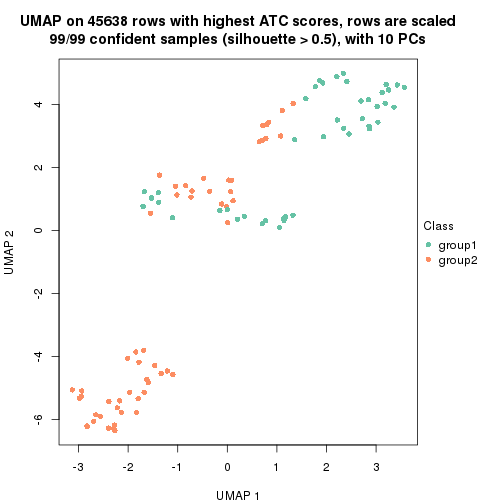 UMAP on 45638 rows with highest ATC scores, rows are scaled
99/99 confident samples (silhouette > 0.5), with 10 PCs
4
2
0
-2
-4
-6
UMAP 2
-3
-2
-1
0
1
2
3
UMAP 1
Class
group1
group2